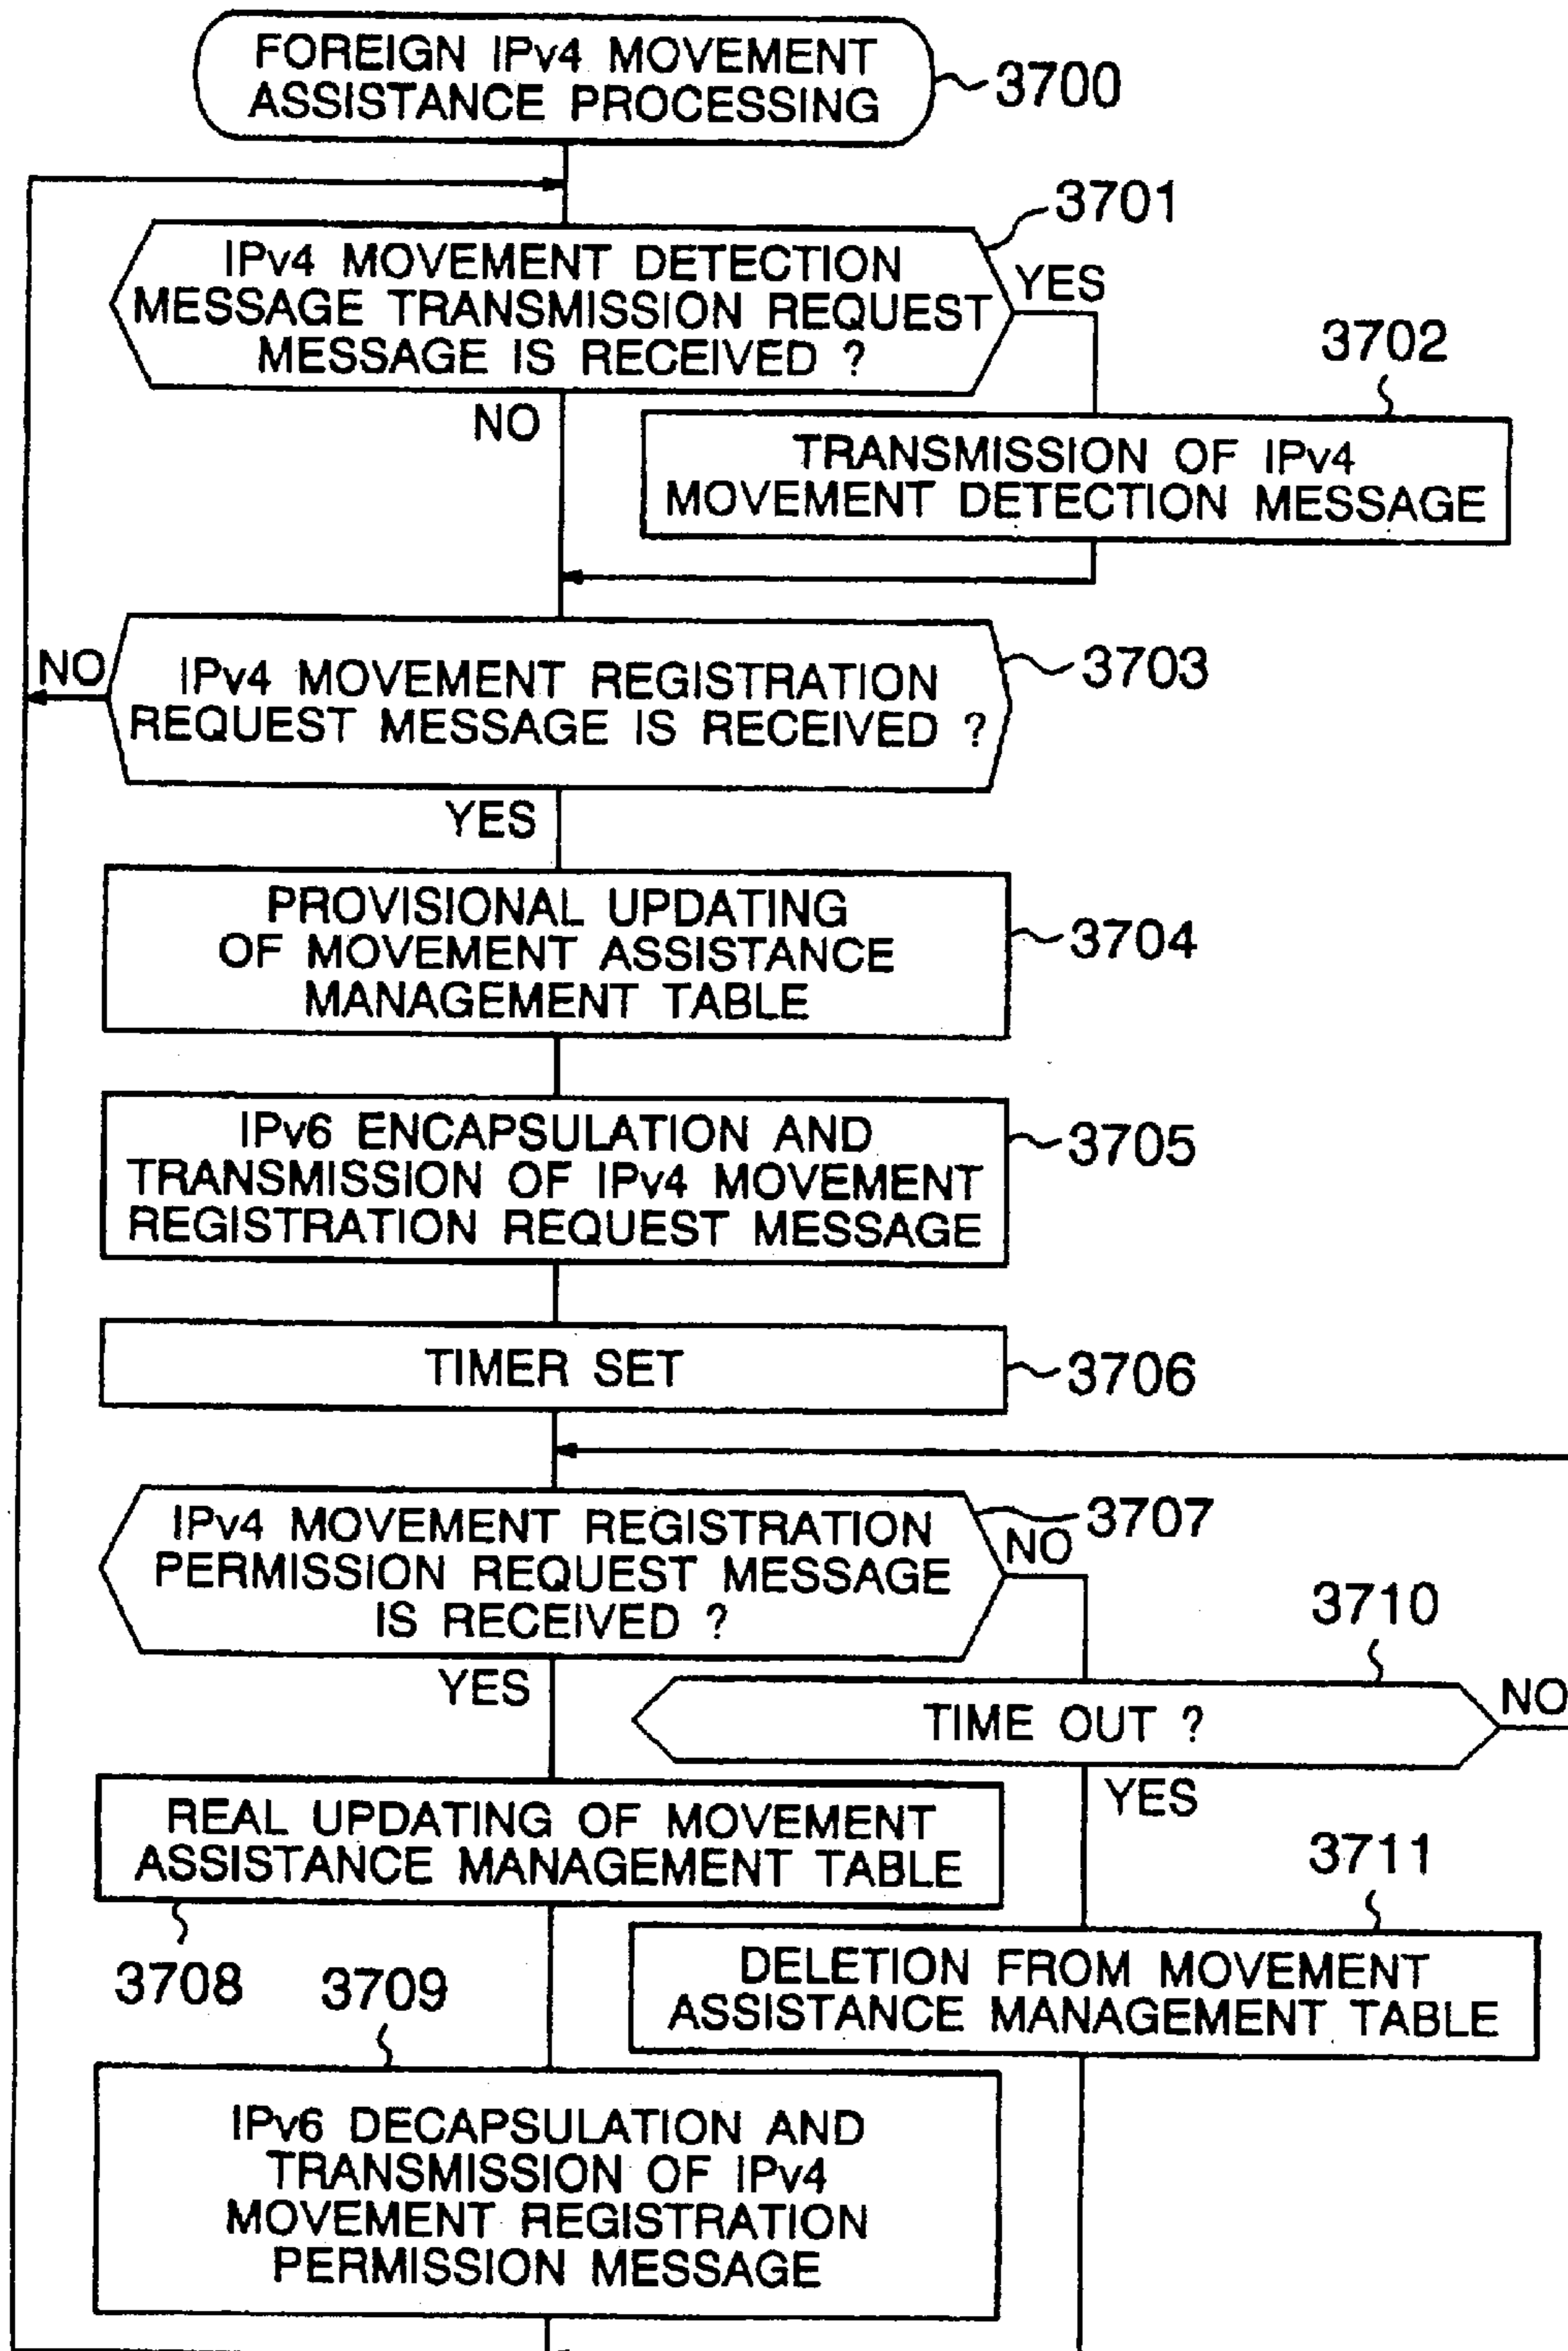 FOREIGN IPv4 MOVEMENT
ASSISTANCE PROCESSING
3700
3701
IPv4 MOVEMENT DETECTION
MESSAGE TRANSMISSION REQUEST
MESSAGE IS RECEIVED ?
YES
NO
3702
TRANSMISSION OF IPv4
MOVEMENT DETECTION MESSAGE
NO
IPv4 MOVEMENT REGISTRATION
REQUEST MESSAGE IS RECEIVED ?
3703
YES
PROVISIONAL UPDATING
OF MOVEMENT ASSISTANCE
MANAGEMENT TABLE
3704
IPv6 ENCAPSULATION AND
TRANSMISSION OF IPv4 MOVEMENT
REGISTRATION REQUEST MESSAGE
3705
TIMER SET
3706
IPv4 MOVEMENT REGISTRATION
PERMISSION REQUEST MESSAGE
IS RECEIVED ?
3707
NO
YES
3710
TIME OUT ?
NO
YES
REAL UPDATING OF MOVEMENT
ASSISTANCE MANAGEMENT TABLE
3708
3711
DELETION FROM MOVEMENT
ASSISTANCE MANAGEMENT TABLE
3709
IPv6 DECAPSULATION AND
TRANSMISSION OF IPv4
MOVEMENT REGISTRATION
PERMISSION MESSAGE